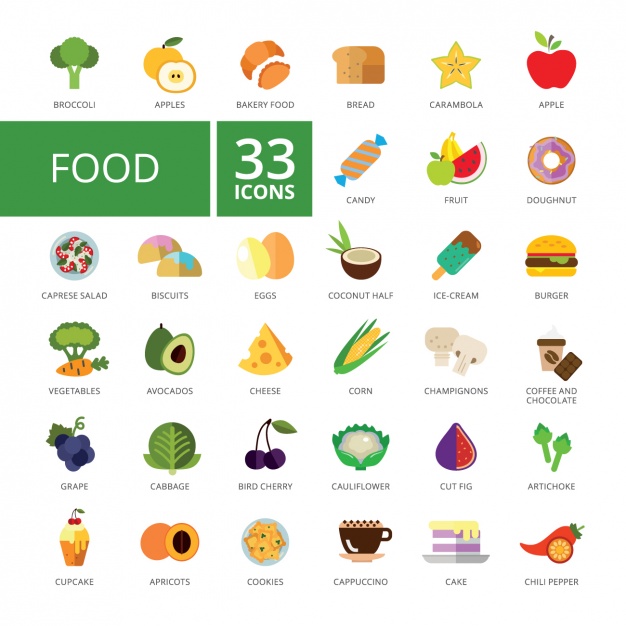 BROCCOLI APPLES BAKERY FOOD BREAD CARAMBOLA APPLE
FOOD
33
ICONS
CANDY FRUIT DOUGHNUT
CAPRESE SALAD BISCUITS EGGS COCONUT HALF ICE-CREAM BURGER
VEGETABLES AVOCADOS CHEESE CORN CHAMPIGNONS COFFEE AND
CHOCOLATE
GRAPE CABBAGE BIRD CHERRY CAULIFLOWER CUT FIG ARTICHOKE
CUPCAKE APRICOTS COOKIES CAPPUCCINO CAKE CHILI PEPPER